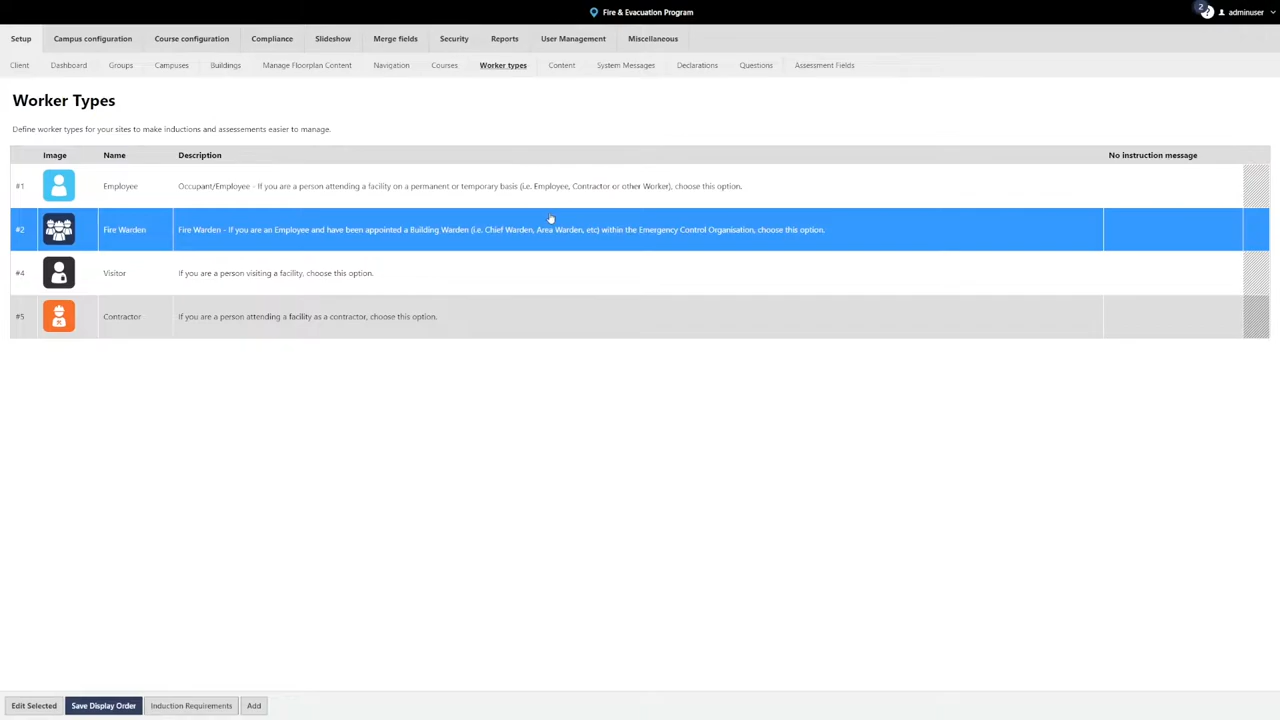 Fire & Evacuation Program
2
?
adminuser
Setup Campus configuration Course configuration Compliance Slideshow Merge fields Security Reports User Management Miscellaneous
Client Dashboard Groups Campuses Buildings Manage Floorplan Content Navigation Courses Worker types Content System Messages Declarations Questions Assessment Fields
Worker Types
Define worker types for your sites to make inductions and assessements easier to manage.
Image Name Description No instruction message
#1 Employee Occupant/Employee - If you are a person attending a facility on a permanent or temporary basis (i.e. Employee, Contractor or other Worker), choose this option.
#2 Fire Warden Fire Warden - If you are an Employee and have been appointed a Building Warden (i.e. Chief Warden, Area Warden, etc) within the Emergency Control Organisation, choose this option.
#4 Visitor If you are a person visiting a facility, choose this option.
#5 Contractor If you are a person attending a facility as a contractor, choose this option.
Edit Selected Save Display Order Induction Requirements Add